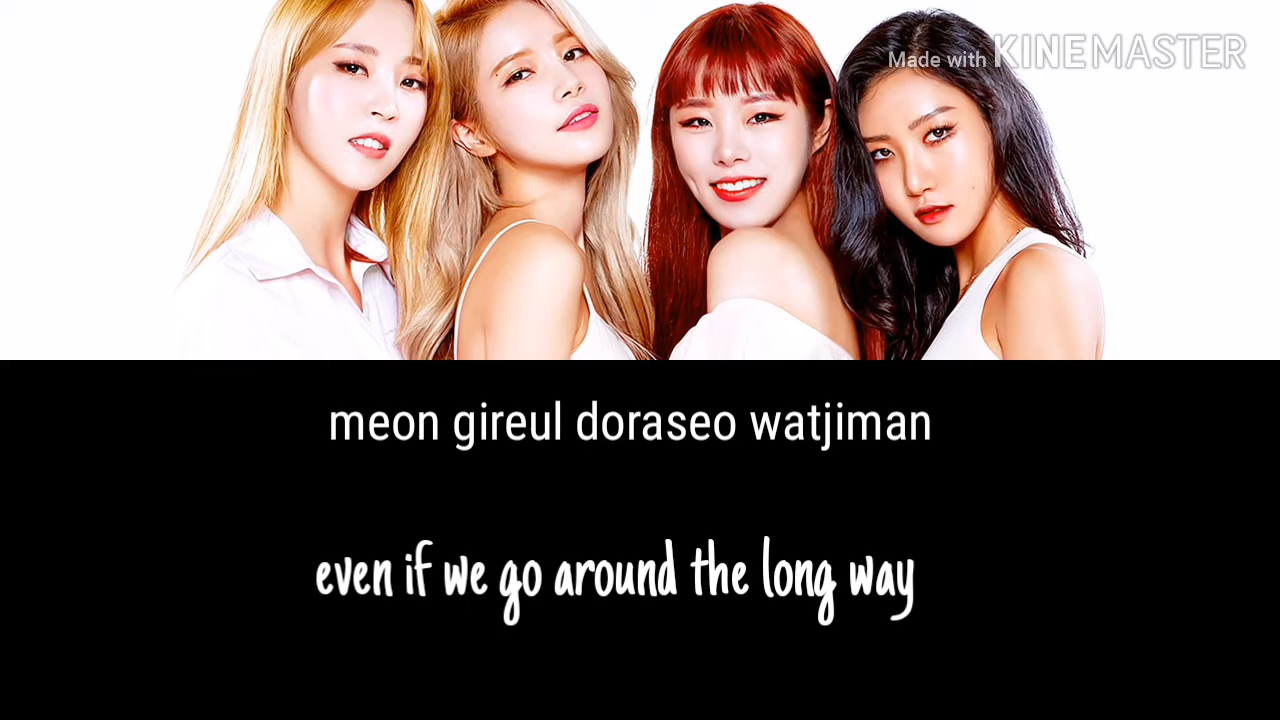 Made with KINEMASTER
meon gireul doraseo watjiman
even if we go around the long way